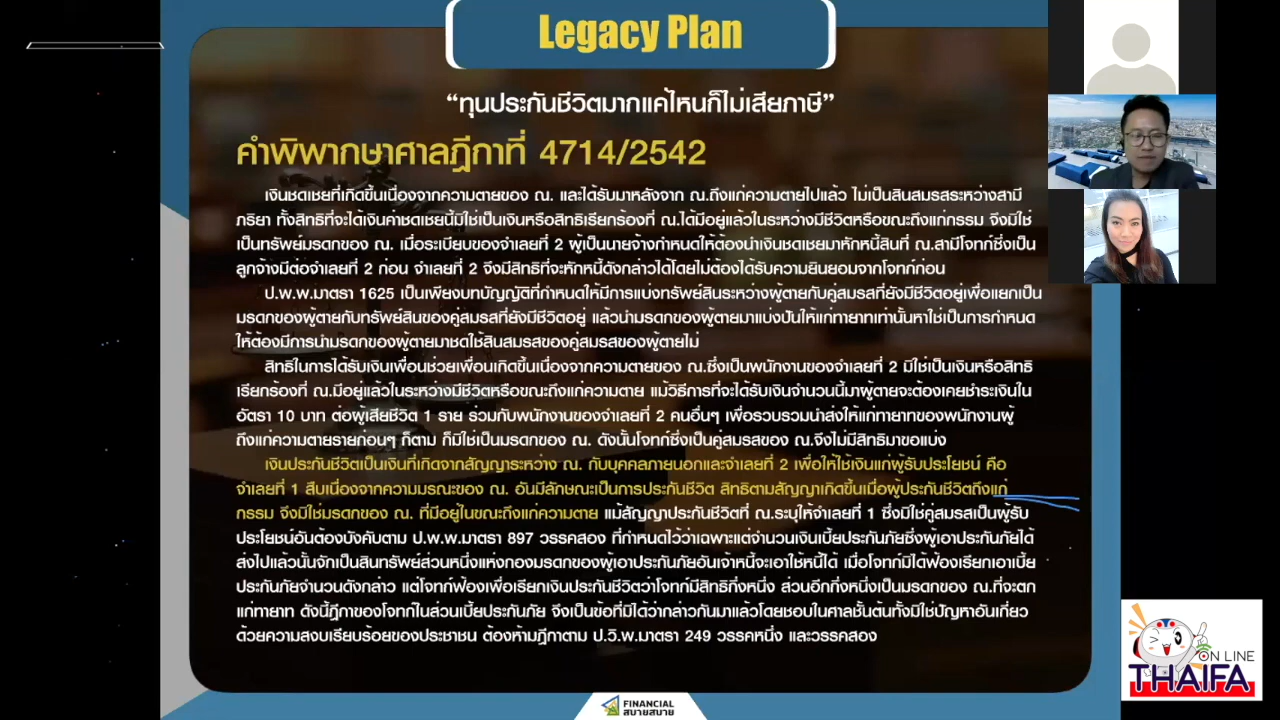 Legacy Plan
“ทุนประกันชีวิตมากแค่ไหนก็ไม่เสียภาษี”
คำพิพากษาศาลฎีกาที่ 4714/2542
เงินชดเชยที่เกิดขึ้นเนื่องจากความตายของ ณ. และได้รับมาหลังจาก ณ.ถึงแก่ความตายไปแล้ว ไม่เป็นสินสมรสระหว่างสามี
ภริยา ทั้งสิทธิที่จะได้เงินค่าชดเชยนี้มิใช่เป็นเงินหรือสิทธิเรียกร้องที่ ณ.ได้มีอยู่แล้วในระหว่างมีชีวิตหรือขณะถึงแก่กรรม จึงมิใช่
เป็นทรัพย์มรดกของ ณ. เมื่อระเบียบของจำเลยที่ 2 ผู้เป็นนายจ้างกำหนดให้ต้องนำเงินชดเชยมาหักหนี้สินที่ ณ.สามีโจทก์ซึ่งเป็น
ลูกจ้างมีต่อจำเลยที่ 2 ก่อน จำเลยที่ 2 จึงมีสิทธิที่จะหักหนี้ดังกล่าวได้โดยไม่ต้องได้รับความยินยอมจากโจทก์ก่อน
ป.พ.พ.มาตรา 1625 เป็นเพียงบทบัญญัติที่กำหนดให้มีการแบ่งทรัพย์สินระหว่างผู้ตายกับคู่สมรสที่ยังมีชีวิตอยู่เพื่อแยกเป็น
มรดกของผู้ตายกับทรัพย์สินของคู่สมรสที่ยังมีชีวิตอยู่ แล้วนำมรดกของผู้ตายมาแบ่งปันให้แก่ทายาทเท่านั้นหาใช่เป็นการกำหนด
ให้ต้องมีการนำมรดกของผู้ตายมาชดใช้สินสมรสของคู่สมรสของผู้ตายไม่
สิทธิในการได้รับเงินเพื่อนช่วยเพื่อนเกิดขึ้นเนื่องจากความตายของ ณ.ซึ่งเป็นพนักงานของจำเลยที่ 2 มิใช่เป็นเงินหรือสิทธิ
เรียกร้องที่ ณ.มีอยู่แล้วในระหว่างมีชีวิตหรือขณะถึงแก่ความตาย แม้วิธีการที่จะได้รับเงินจำนวนนี้มาผู้ตายจะต้องเคยชำระเงินใน
อัตรา 10 บาท ต่อผู้เสียชีวิต 1 ราย ร่วมกับพนักงานของจำเลยที่ 2 คนอื่นๆ เพื่อรวบรวมนำส่งให้แก่ทายาทของพนักงานผู้
ถึงแก่ความตายรายก่อนๆ ก็ตาม ก็มิใช่เป็นมรดกของ ณ. ดังนั้นโจทก์ซึ่งเป็นคู่สมรสของ ณ.จึงไม่มีสิทธิมาขอแบ่ง
เงินประกันชีวิตเป็นเงินที่เกิดจากสัญญาระหว่าง ณ. กับบุคคลภายนอกและจำเลยที่ 2 เพื่อให้ใช้เงินแก่ผู้รับประโยชน์ คือ
จำเลยที่ 1 สืบเนื่องจากความมรณะของ ณ. อันมีลักษณะเป็นการประกันชีวิต สิทธิตามสัญญาเกิดขึ้นเมื่อผู้ประกันชีวิตถึงแก่
กรรม จึงมิใช่มรดกของ ณ. ที่มีอยู่ในขณะถึงแก่ความตาย แม้สัญญาประกันชีวิตที่ ณ.ระบุให้จำเลยที่ 1 ซึ่งมิใช่คู่สมรสเป็นผู้รับ
ประโยชน์อันต้องบังคับตาม ป.พ.พ.มาตรา 897 วรรคสอง ที่กำหนดไว้ว่าเฉพาะแต่จำนวนเงินเบี้ยประกันภัยซึ่งผู้เอาประกันภัยได้
ส่งไปแล้วนั้นจักเป็นสินทรัพย์ส่วนหนึ่งแห่งกองมรดกของผู้เอาประกันภัยอันเจ้าหนี้จะเอาใช้หนี้ได้ เมื่อโจทก์มิได้ฟ้องเรียกเอาเบี้ย
ประกันภัยจำนวนดังกล่าว แต่โจทก์ฟ้องเพื่อเรียกเงินประกันชีวิตว่าโจทก์มีสิทธิกึ่งหนึ่ง ส่วนอีกกึ่งหนึ่งเป็นมรดกของ ณ.ที่จะตก
แก่ทายาท ดังนี้ฎีกาของโจทก์ในส่วนเบี้ยประกันภัย จึงเป็นข้อที่มิได้ว่ากล่าวกันมาแล้วโดยชอบในศาลชั้นต้นทั้งมิใช่ปัญหาอันเกี่ยว
ด้วยความสงบเรียบร้อยของประชาชน ต้องห้ามฎีกาตาม ป.วิ.พ.มาตรา 249 วรรคหนึ่ง และวรรคสอง
FINANCIAL
สบายสบาย
ON LINE
THAIFA